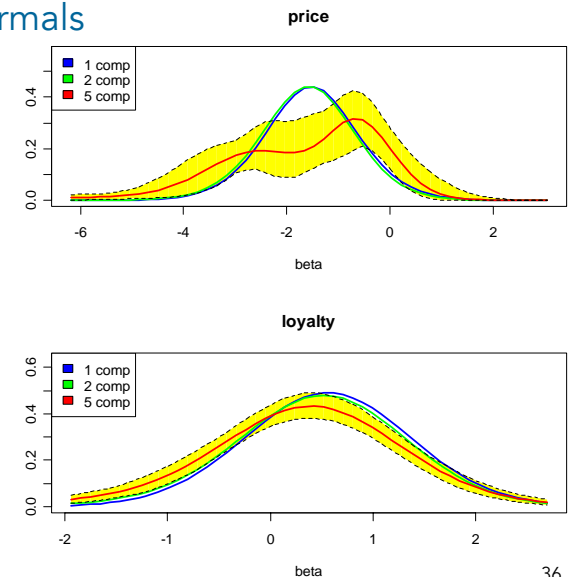 rmals
price
1 comp
2 comp
5 comp
0.4
0.2
0.0
-6 -4 -2 0 2
beta
loyalty
1 comp
2 comp
5 comp
0.6
0.4
0.2
0.0
-2 -1 0 1 2
beta
36